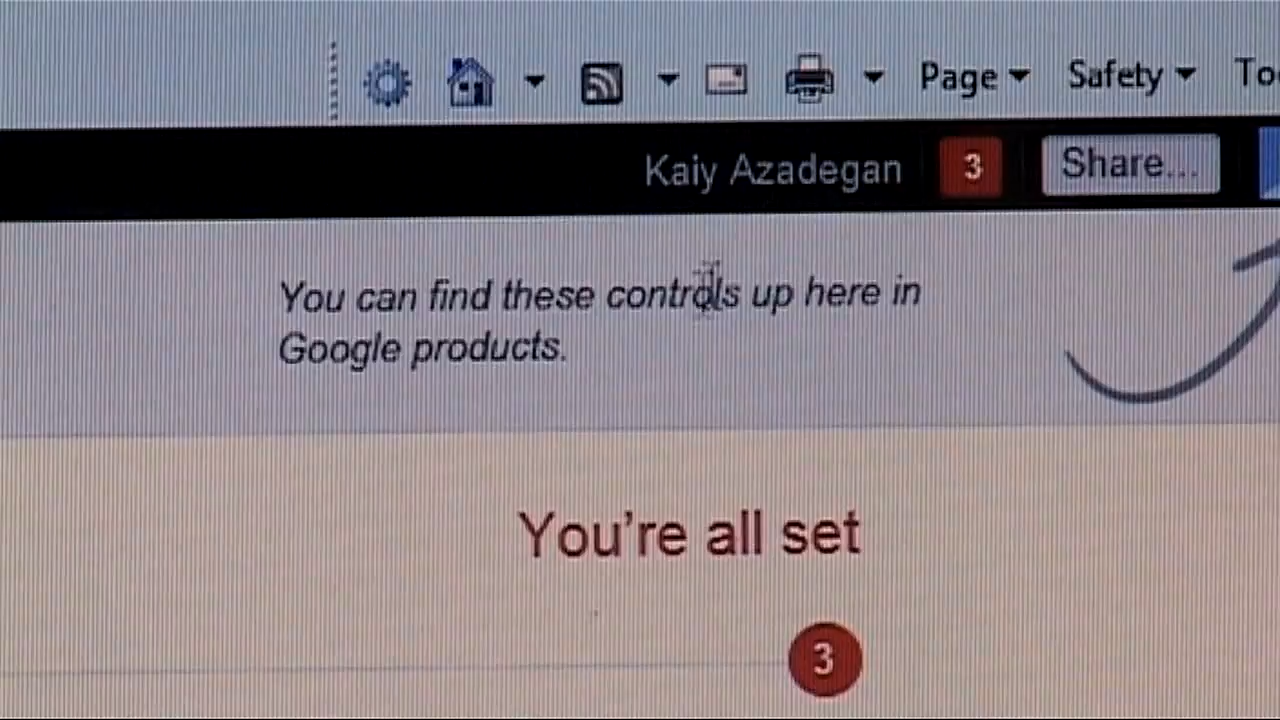 Page Safety To
Kaiy Azadegan 3 Share...
You can find these controls up here in
Google products.
You're all set
3